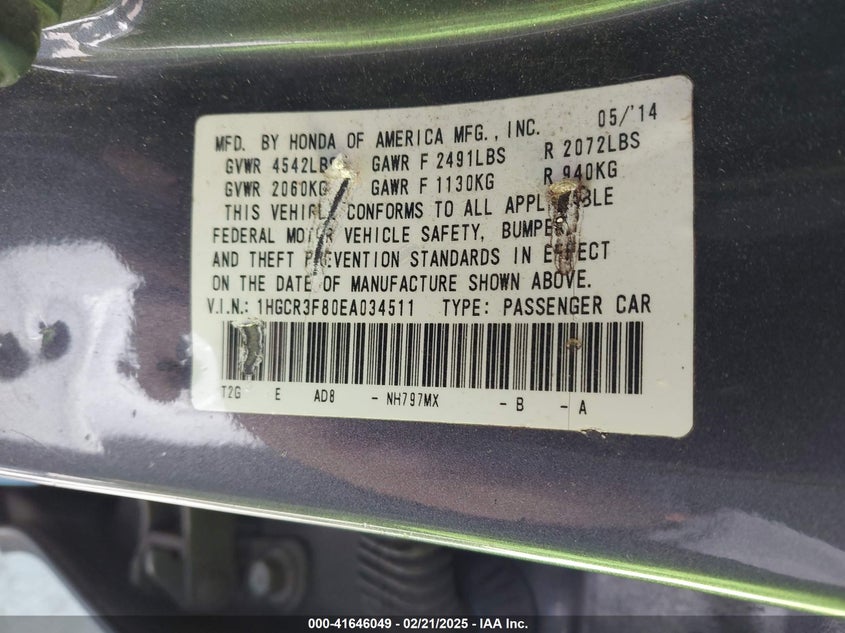 05/'14
MFD. BY HONDA OF AMERICA MFG., INC.
GVWR 4542LBS GAWR F 2491LBS R 2072LBS
GVWR 2060KG GAWR F 1130KG R 940KG
THIS VEHICLE CONFORMS TO ALL APPLICABLE
FEDERAL MOTOR VEHICLE SAFETY, BUMPER,
AND THEFT PREVENTION STANDARDS IN EFFECT
ON THE DATE OF MANUFACTURE SHOWN ABOVE.
V.I.N.: 1HGCR3F80EA034511 TYPE: PASSENGER CAR
T2G E AD8 - NH797MX - B - A
000-41646049 / 02/21/2025 - IAA Inc.